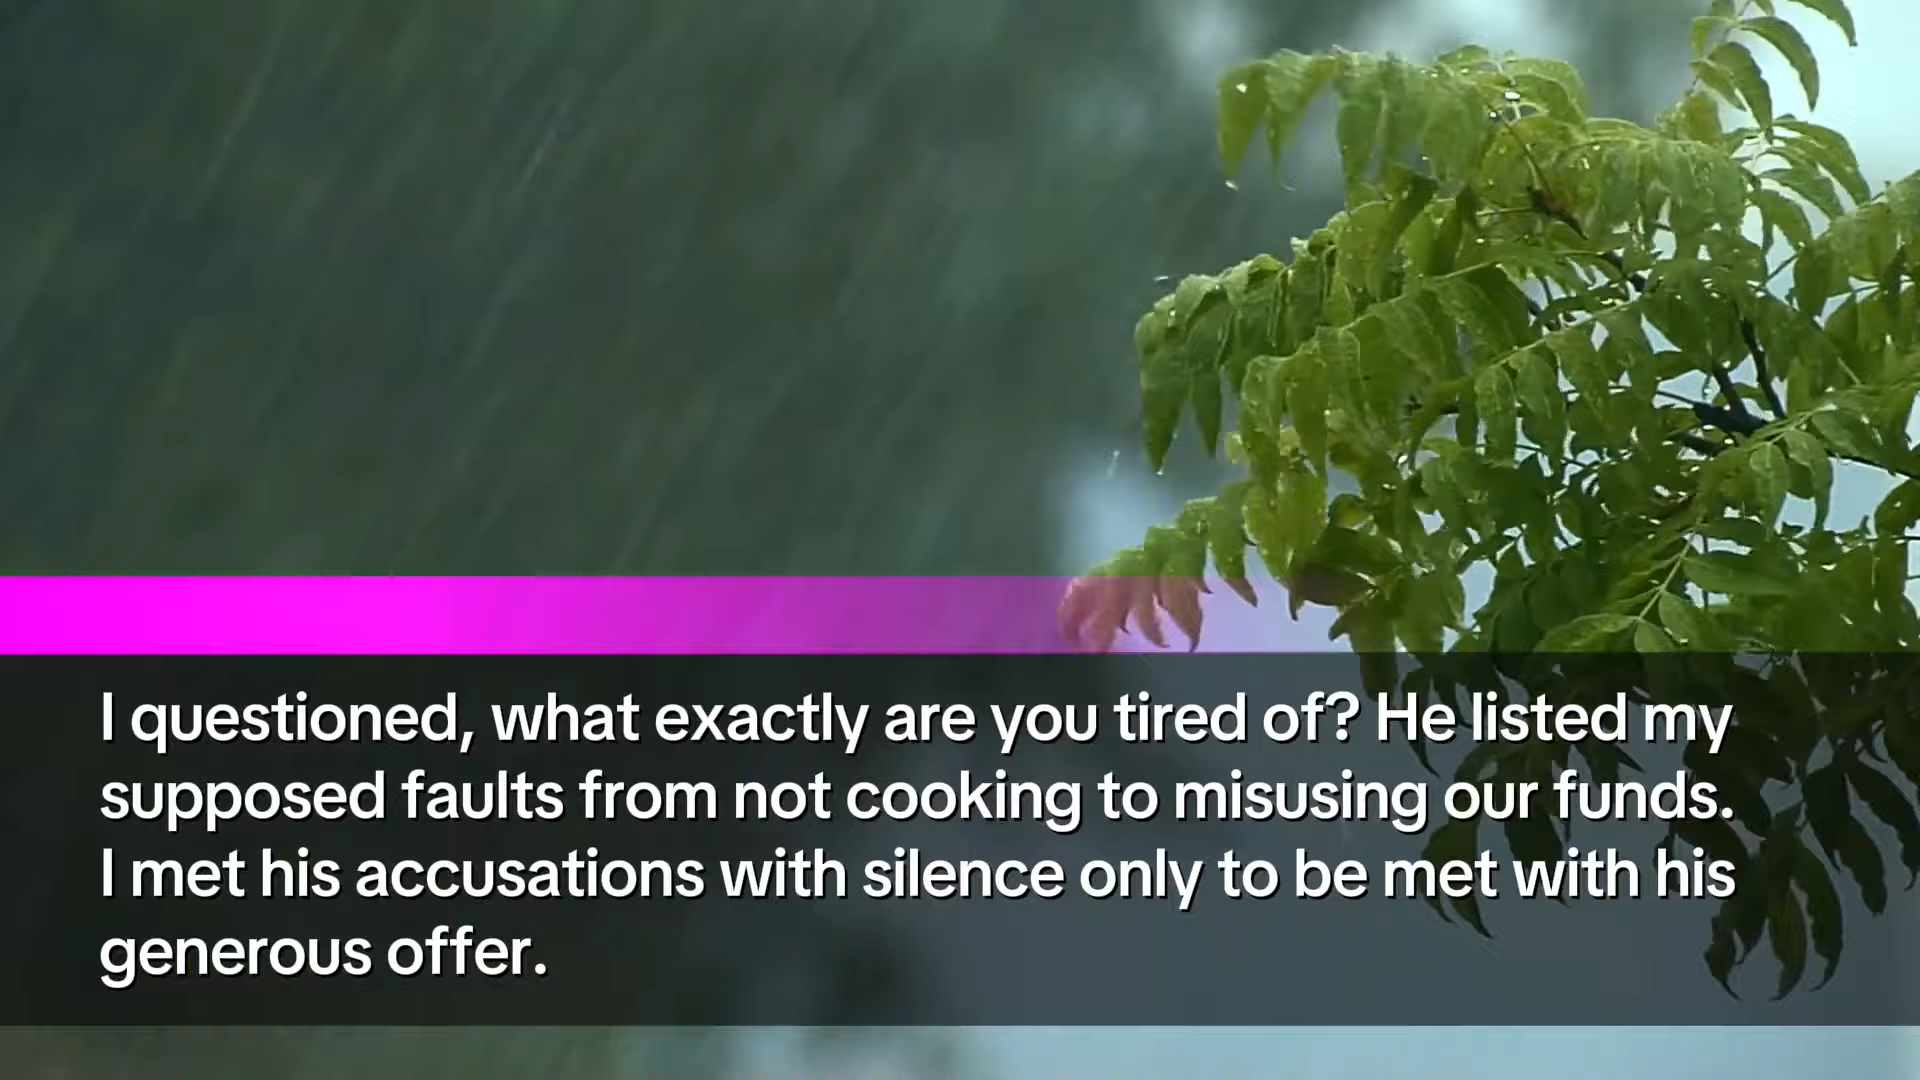 I questioned, what exactly are you tired of? He listed my
supposed faults from not cooking to misusing our funds.
I met his accusations with silence only to be met with his
generous offer.